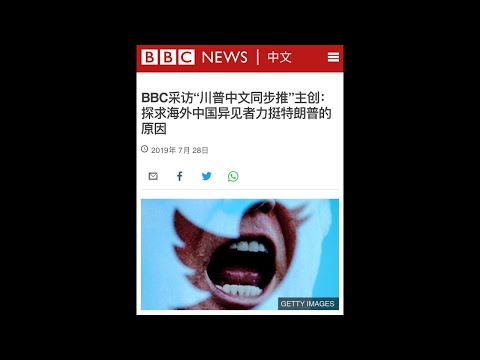 BBC NEWS | 中文
BBC采访“川普中文同步推”主创：
探求海外中国异见者力挺特朗普的
原因
2019年 7月 28日
GETTY IMAGES